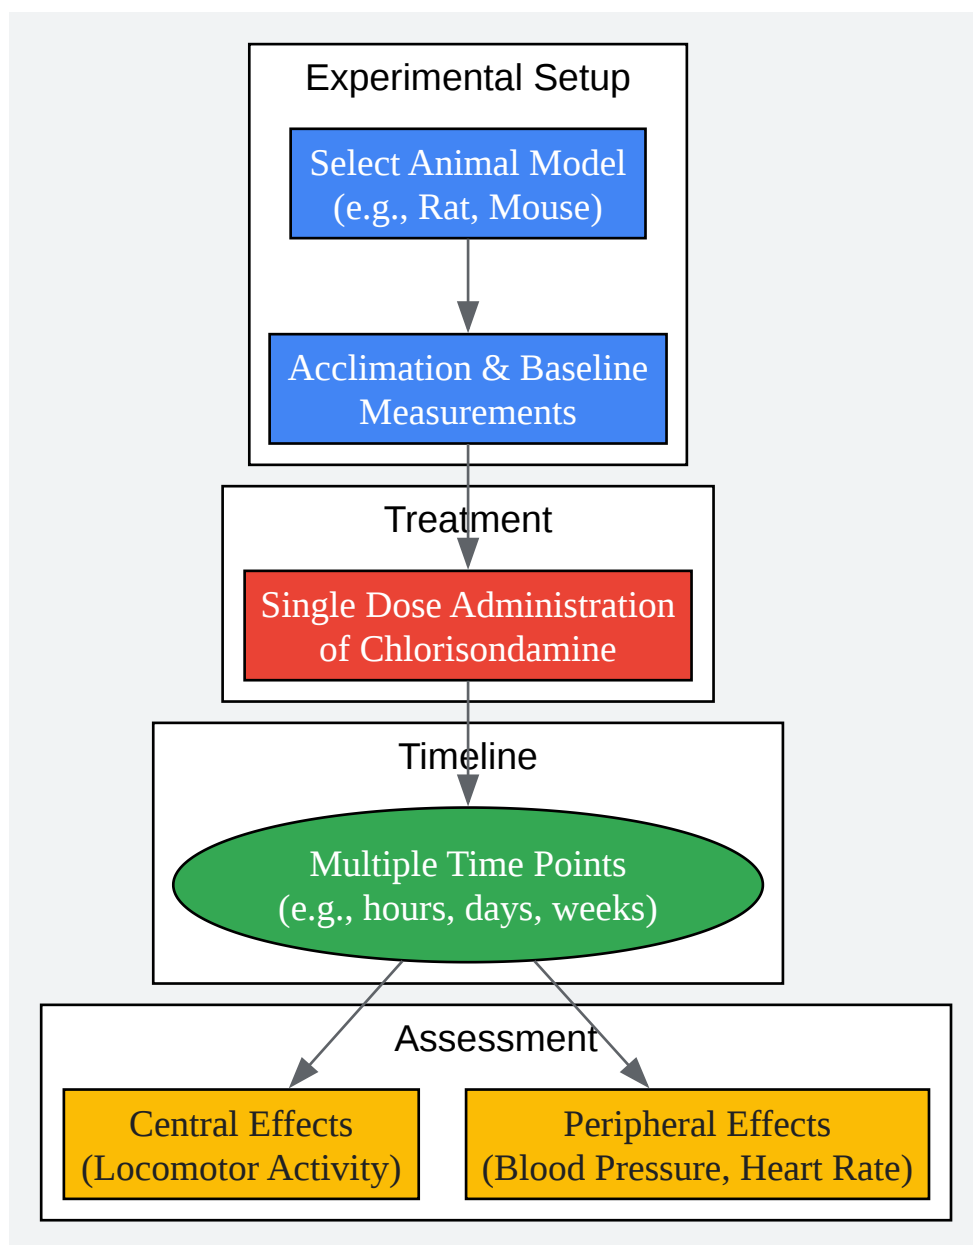 Experimental Setup
Select Animal Model
(e.g., Rat, Mouse)
Acclimation & Baseline
Measurements
Treatment
Single Dose Administration
of Chlorisondamine
Timeline
Multiple Time Points
(e.g., hours, days, weeks)
Assessment
Central Effects
(Locomotor Activity)
Peripheral Effects
(Blood Pressure, Heart Rate)